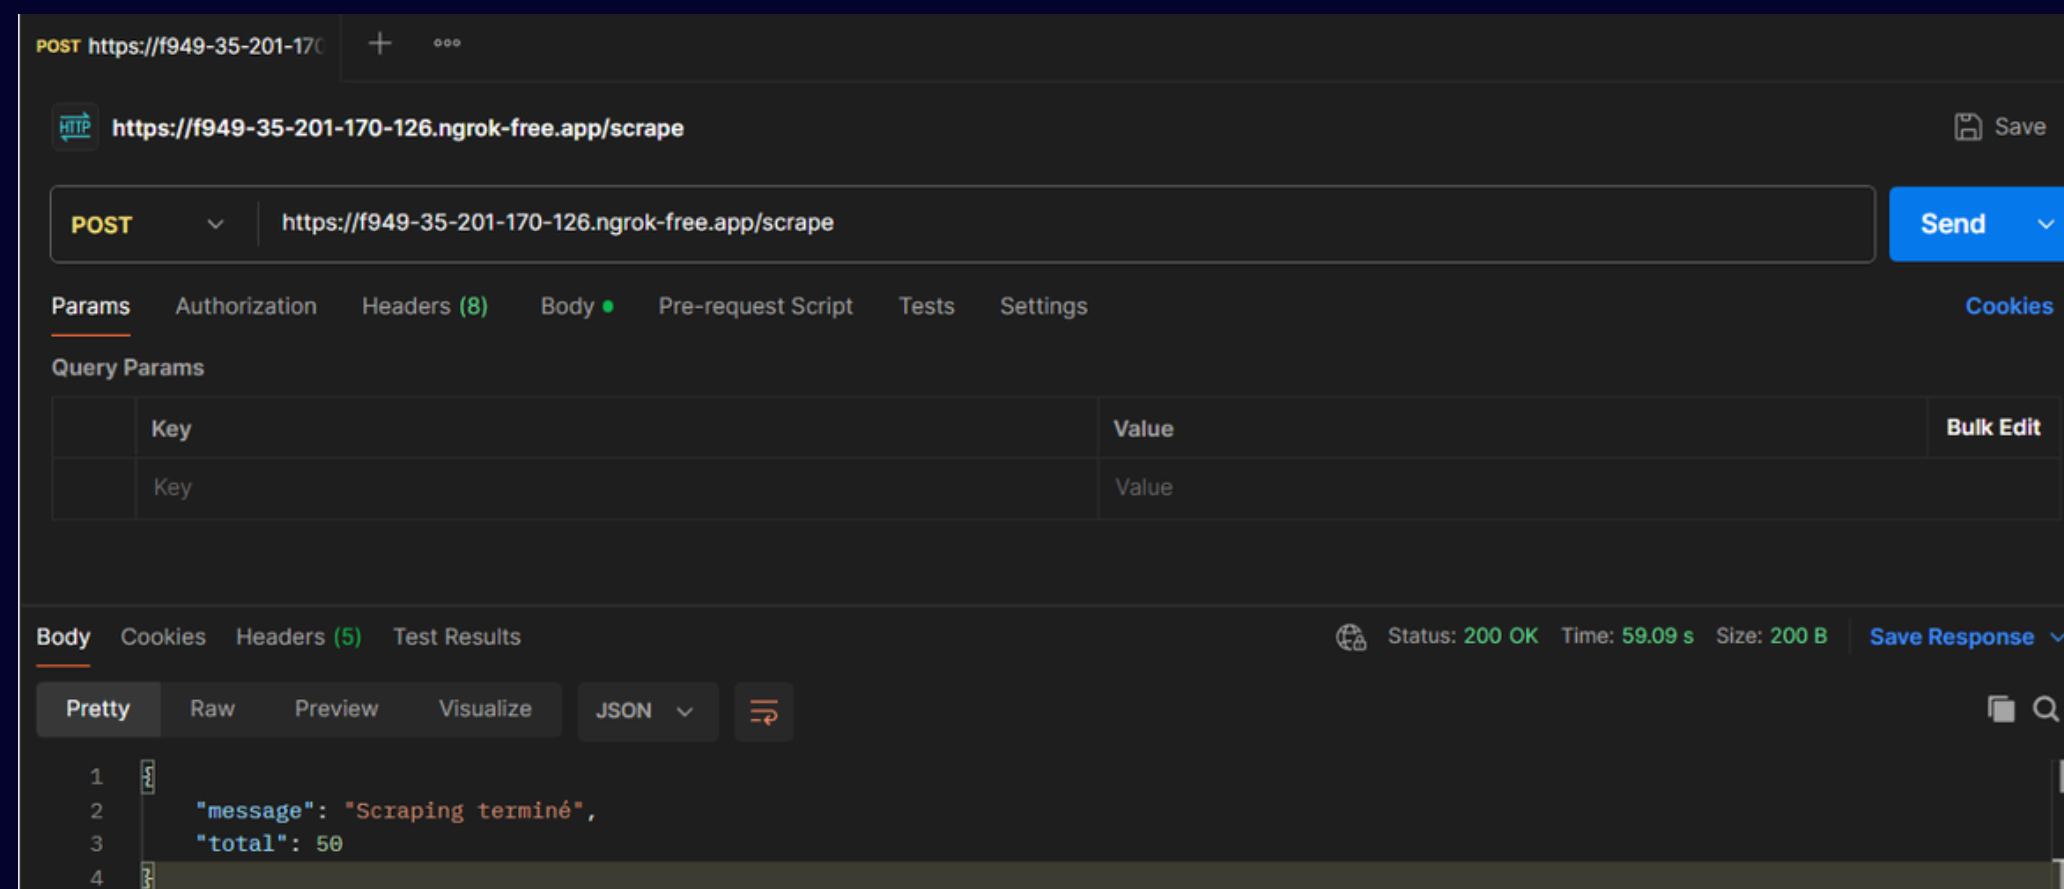 POST https://f949-35-201-170
HTTP https://f949-35-201-170-126.ngrok-free.app/scrape Save
POST https://f949-35-201-170-126.ngrok-free.app/scrape Send
Params Authorization Headers (8) Body Pre-request Script Tests Settings Cookies
Query Params
Key Value Bulk Edit
Key Value
Body Cookies Headers (5) Test Results Status: 200 OK Time: 59.09 s Size: 200 B Save Response
Pretty Raw Preview Visualize JSON
1 {
2 "message": "Scraping terminé",
3 "total": 50
4 }